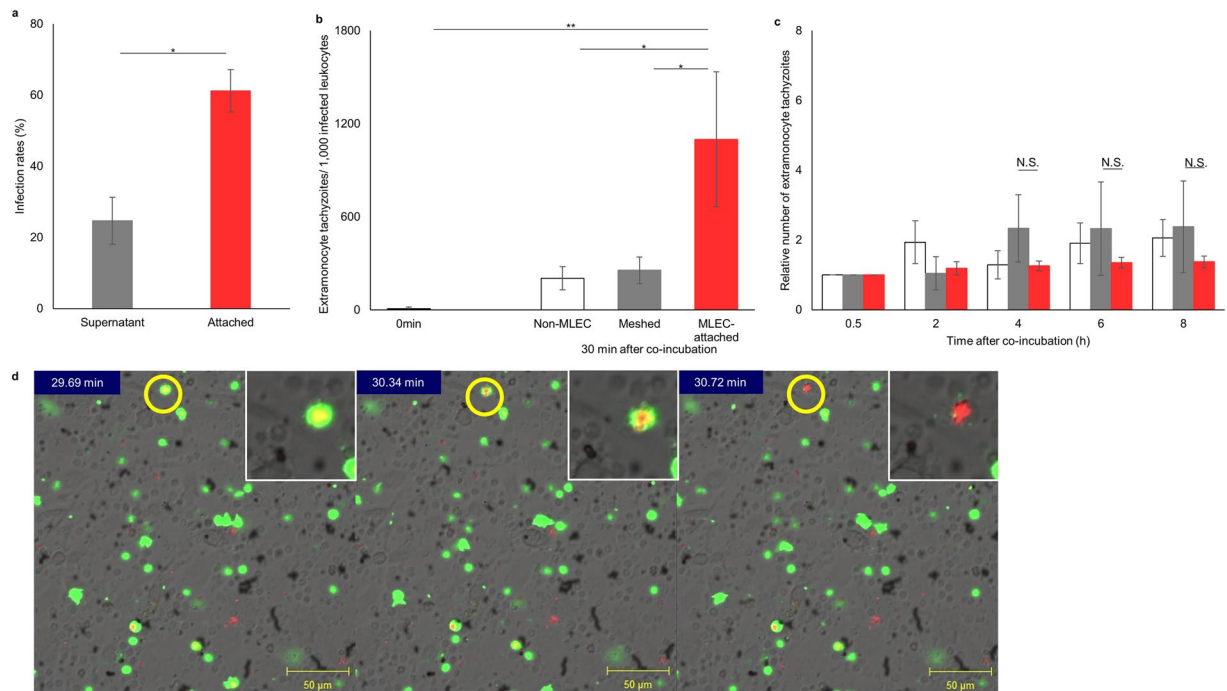 a
80
60
40
20
0
Infection rates (%)
*
Supernatant
Attached
b
1800
1200
600
0
Extramonocyte tachyzoites/ 1,000 infected leukocytes
**
*
*
0min
Non-MLEC
Meshed
MLEC-
attached
30 min after co-incubation
c
8
6
4
2
0
Relative number of extramonocyte tachyzoites
N.S.
N.S.
N.S.
0.5
2
4
6
8
Time after co-incubation (h)
d
29.69 min
30.34 min
30.72 min
50 μm
50 μm
50 μm